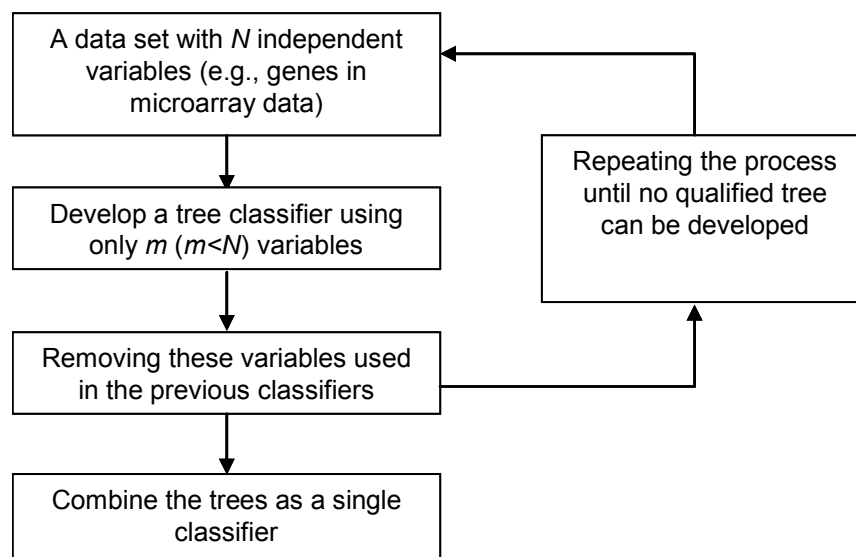 A data set with N independent
variables (e.g., genes in
microarray data)
Develop a tree classifier using
only m (m<N) variables
Removing these variables used
in the previous classifiers
Combine the trees as a single
classifier
Repeating the process
until no qualified tree
can be developed